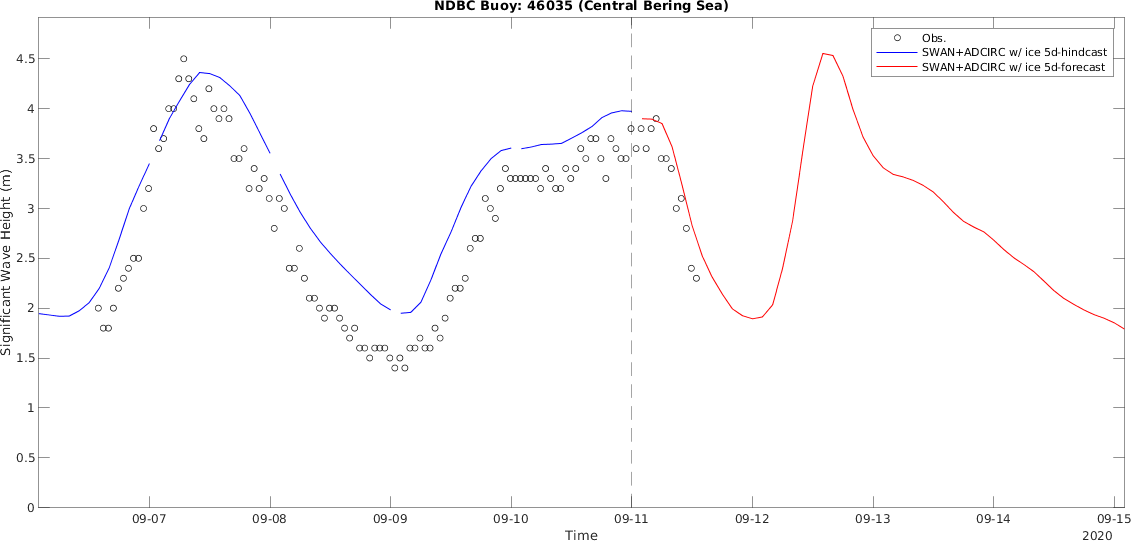 NDBC Buoy: 46035 (Central Bering Sea)
Obs.
SWAN+ADCIRC w/ ice 5d-hindcast
SWAN+ADCIRC w/ ice 5d-forecast
Significant Wave Height (m)
4.5
4
3.5
3
2.5
2
1.5
1
0.5
0
09-07 09-08 09-09 09-10 09-11 09-12 09-13 09-14 09-15
Time
2020